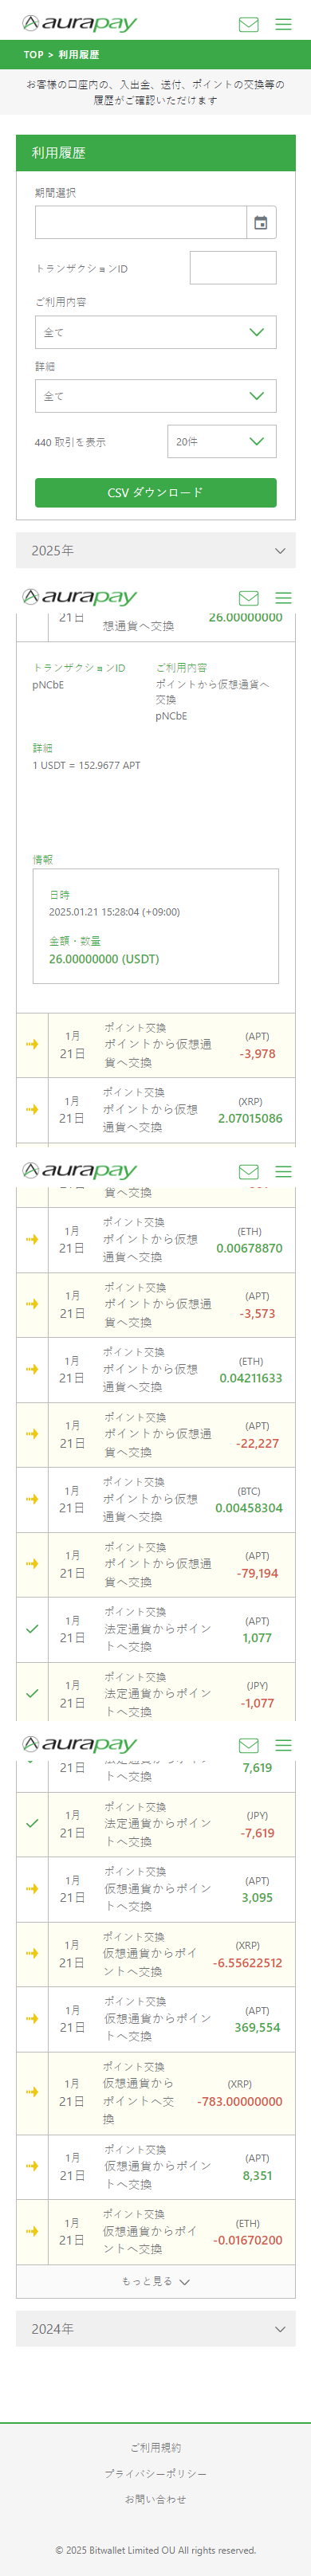 aurapay
TOP > 利用履歴
お客様の口座内の、入出金、送付、ポイントの交換等の
履歴がご確認いただけます
利用履歴
期間選択
トランザクションID
ご利用内容
全て
詳細
全て
440 取引を表示
20件
CSV ダウンロード
2025年
aurapay
21日
想通貨へ交換
26.00000000
トランザクションID
pNCbE
ご利用内容
ポイントから仮想通貨へ
交換
pNCbE
詳細
1 USDT = 152.9677 APT
情報
日時
2025.01.21 15:28:04 (+09:00)
金額・数量
26.00000000 (USDT)
1月
21日
ポイント交換
ポイントから仮想通
貨へ交換
(APT)
-3,978
1月
21日
ポイント交換
ポイントから仮想
通貨へ交換
(XRP)
2.07015086
aurapay
貨へ交換
1月
21日
ポイント交換
ポイントから仮想
通貨へ交換
(ETH)
0.00678870
1月
21日
ポイント交換
ポイントから仮想通
貨へ交換
(APT)
-3,573
1月
21日
ポイント交換
ポイントから仮想
通貨へ交換
(ETH)
0.04211633
1月
21日
ポイント交換
ポイントから仮想通
貨へ交換
(APT)
-22,227
1月
21日
ポイント交換
ポイントから仮想
通貨へ交換
(BTC)
0.00458304
1月
21日
ポイント交換
ポイントから仮想通
貨へ交換
(APT)
-79,194
1月
21日
ポイント交換
法定通貨からポイン
トへ交換
(APT)
1,077
1月
21日
ポイント交換
法定通貨からポイン
トへ交換
(JPY)
-1,077
aurapay
21日
トへ交換
7,619
1月
21日
ポイント交換
法定通貨からポイン
トへ交換
(JPY)
-7,619
1月
21日
ポイント交換
仮想通貨からポイン
トへ交換
(APT)
3,095
1月
21日
ポイント交換
仮想通貨からポイ
ントへ交換
(XRP)
-6.55622512
1月
21日
ポイント交換
仮想通貨からポイン
トへ交換
(APT)
369,554
1月
21日
ポイント交換
仮想通貨から
ポイントへ交
換
(XRP)
-783.00000000
1月
21日
ポイント交換
仮想通貨からポイン
トへ交換
(APT)
8,351
1月
21日
ポイント交換
仮想通貨からポイ
ントへ交換
(ETH)
-0.01670200
もっと見る
2024年
ご利用規約
プライバシーポリシー
お問い合わせ
© 2025 Bitwallet Limited OU All rights reserved.